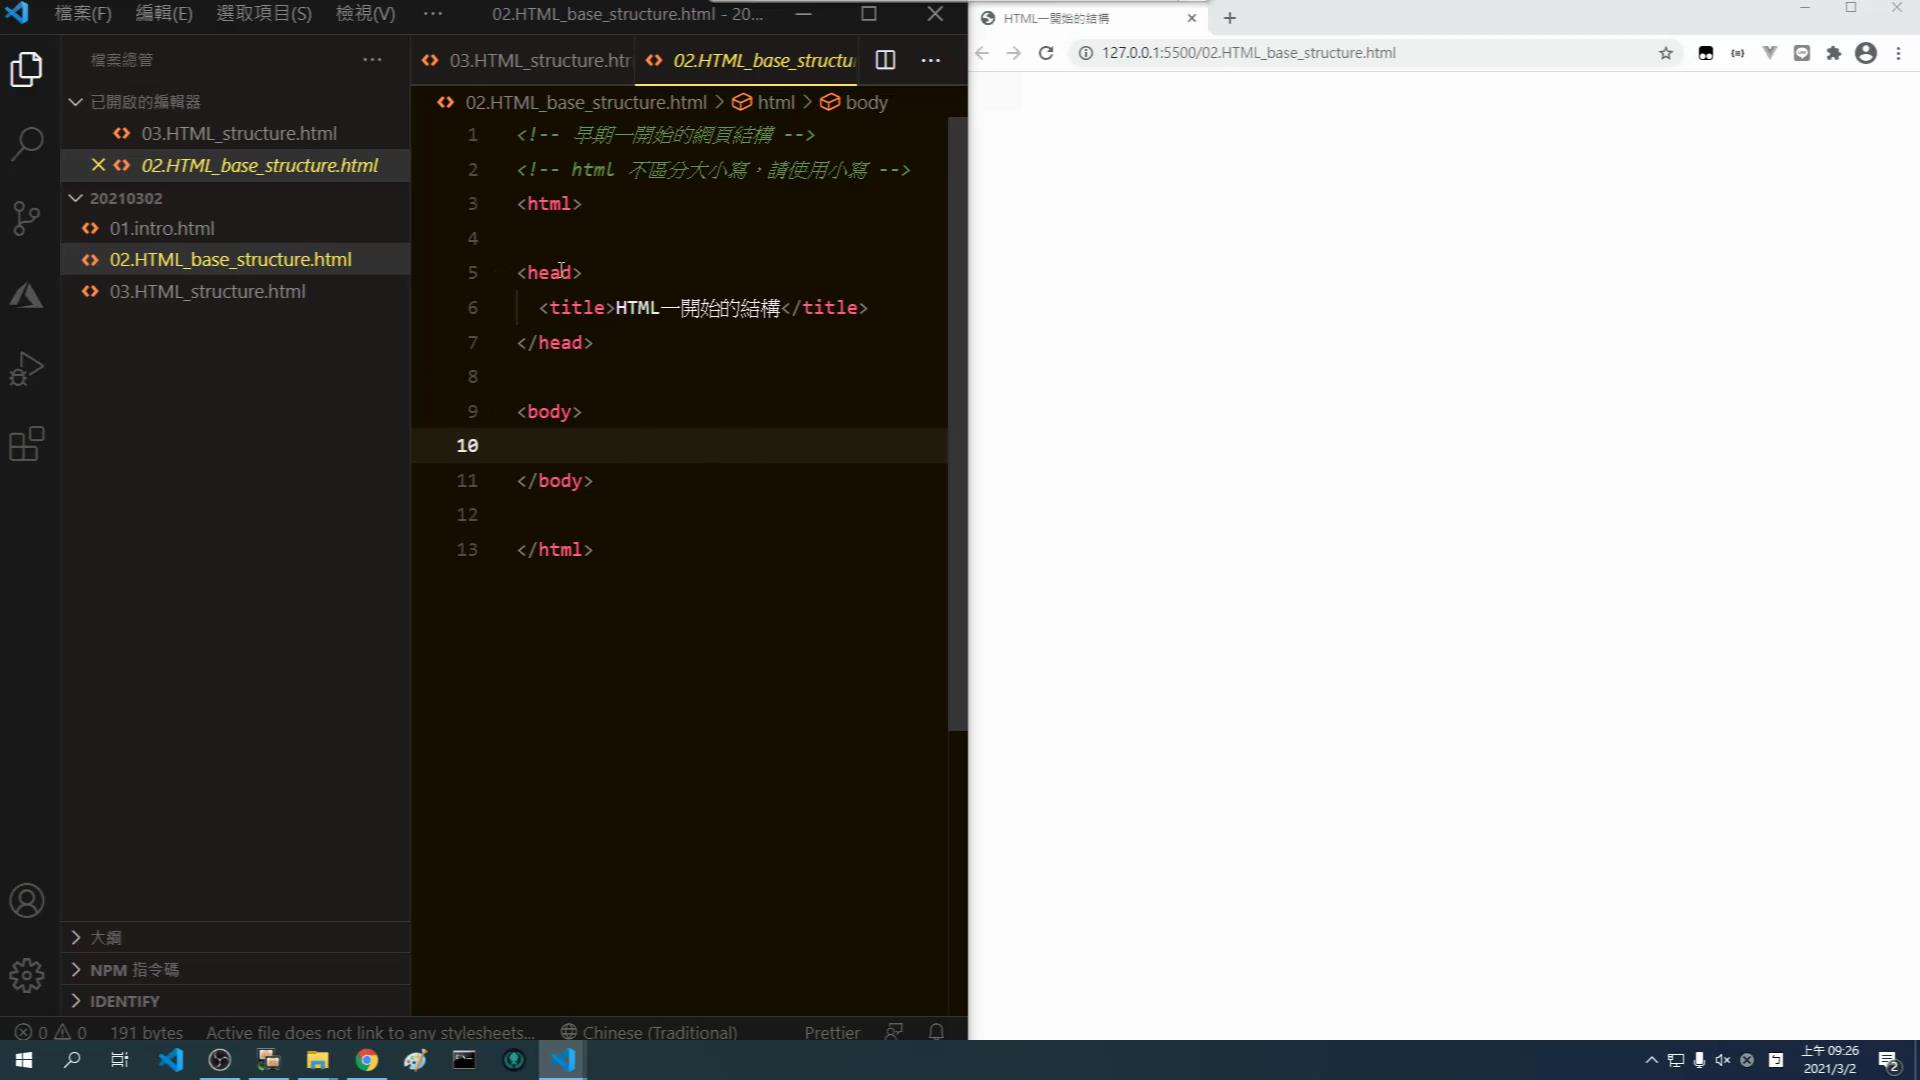 檔案(F) 編輯(E) 選取項目(S) 檢視(V) ··· 02.HTML_base_structure.html - 20...
檔案總管 ···
已開啟的編輯器
03.HTML_structure.html
02.HTML_base_structure.html
20210302
01.intro.html
02.HTML_base_structure.html
03.HTML_structure.html
大綱
NPM 指令碼
IDENTIFY
03.HTML_structure.htr
02.HTML_base_structu
02.HTML_base_structure.html > html > body
1 <!-- 早期一開始的網頁結構 -->
2 <!-- html 不區分大小寫，請使用小寫 -->
3 <html>
4
5 <head>
6 <title>HTML一開始的結構</title>
7 </head>
8
9 <body>
10
11 </body>
12
13 </html>
0 0 191 bytes Active file does not link to any stylesheets... Chinese (Traditional) Prettier
HTML一開始的結構
127.0.0.1:5500/02.HTML_base_structure.html
上午 09:26
2021/3/2
2